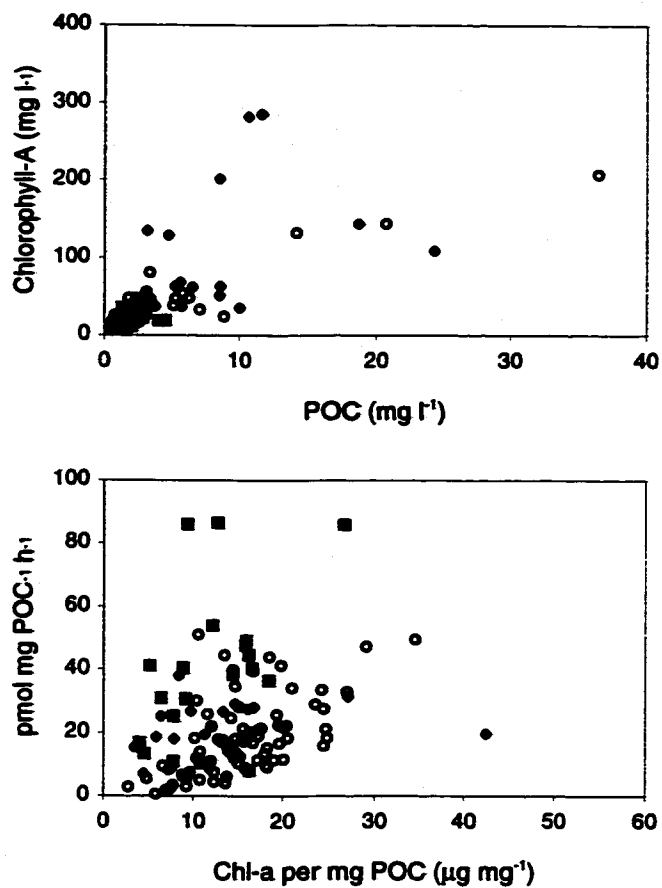 400
300
200
100
0
Chlorophyll-A (mg l-1)
0 10 20 30 40
POC (mg l-1)
100
80
60
40
20
0
pmol mg POC-1 h-1
0 10 20 30 40 50 60
Chl-a per mg POC (μg mg-1)